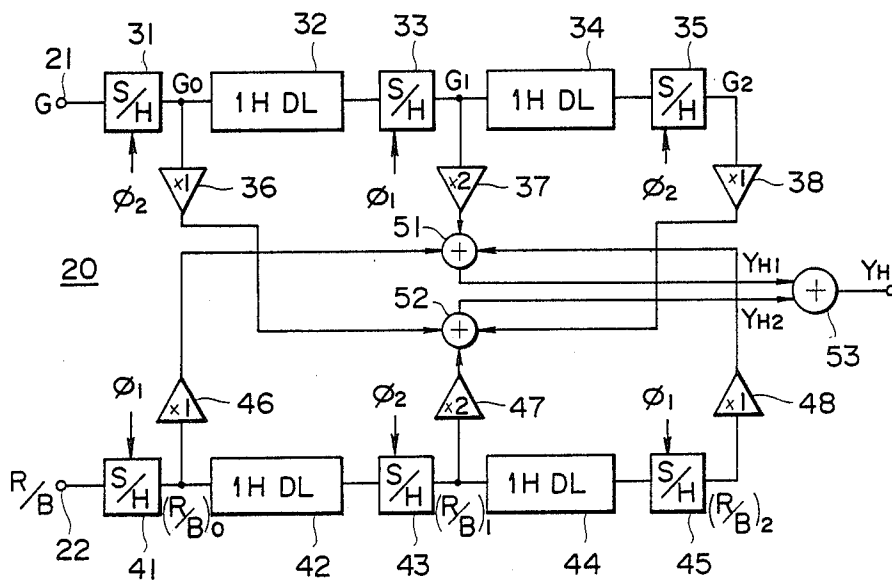 31 32 33 34 35
21
G S/H G0 1H DL S/H G1 1H DL S/H G2
ϕ2 ×1 36 ϕ1 ×2 37 ϕ2 ×1 38
51
+
20 YH1 YH
52 +
+ YH2 53
ϕ1 ×1 46 ϕ2 ×2 47 ϕ1 ×1 48
R/B S/H (R/B)0 1H DL S/H (R/B)1 1H DL S/H (R/B)2
22
41 42 43 44 45